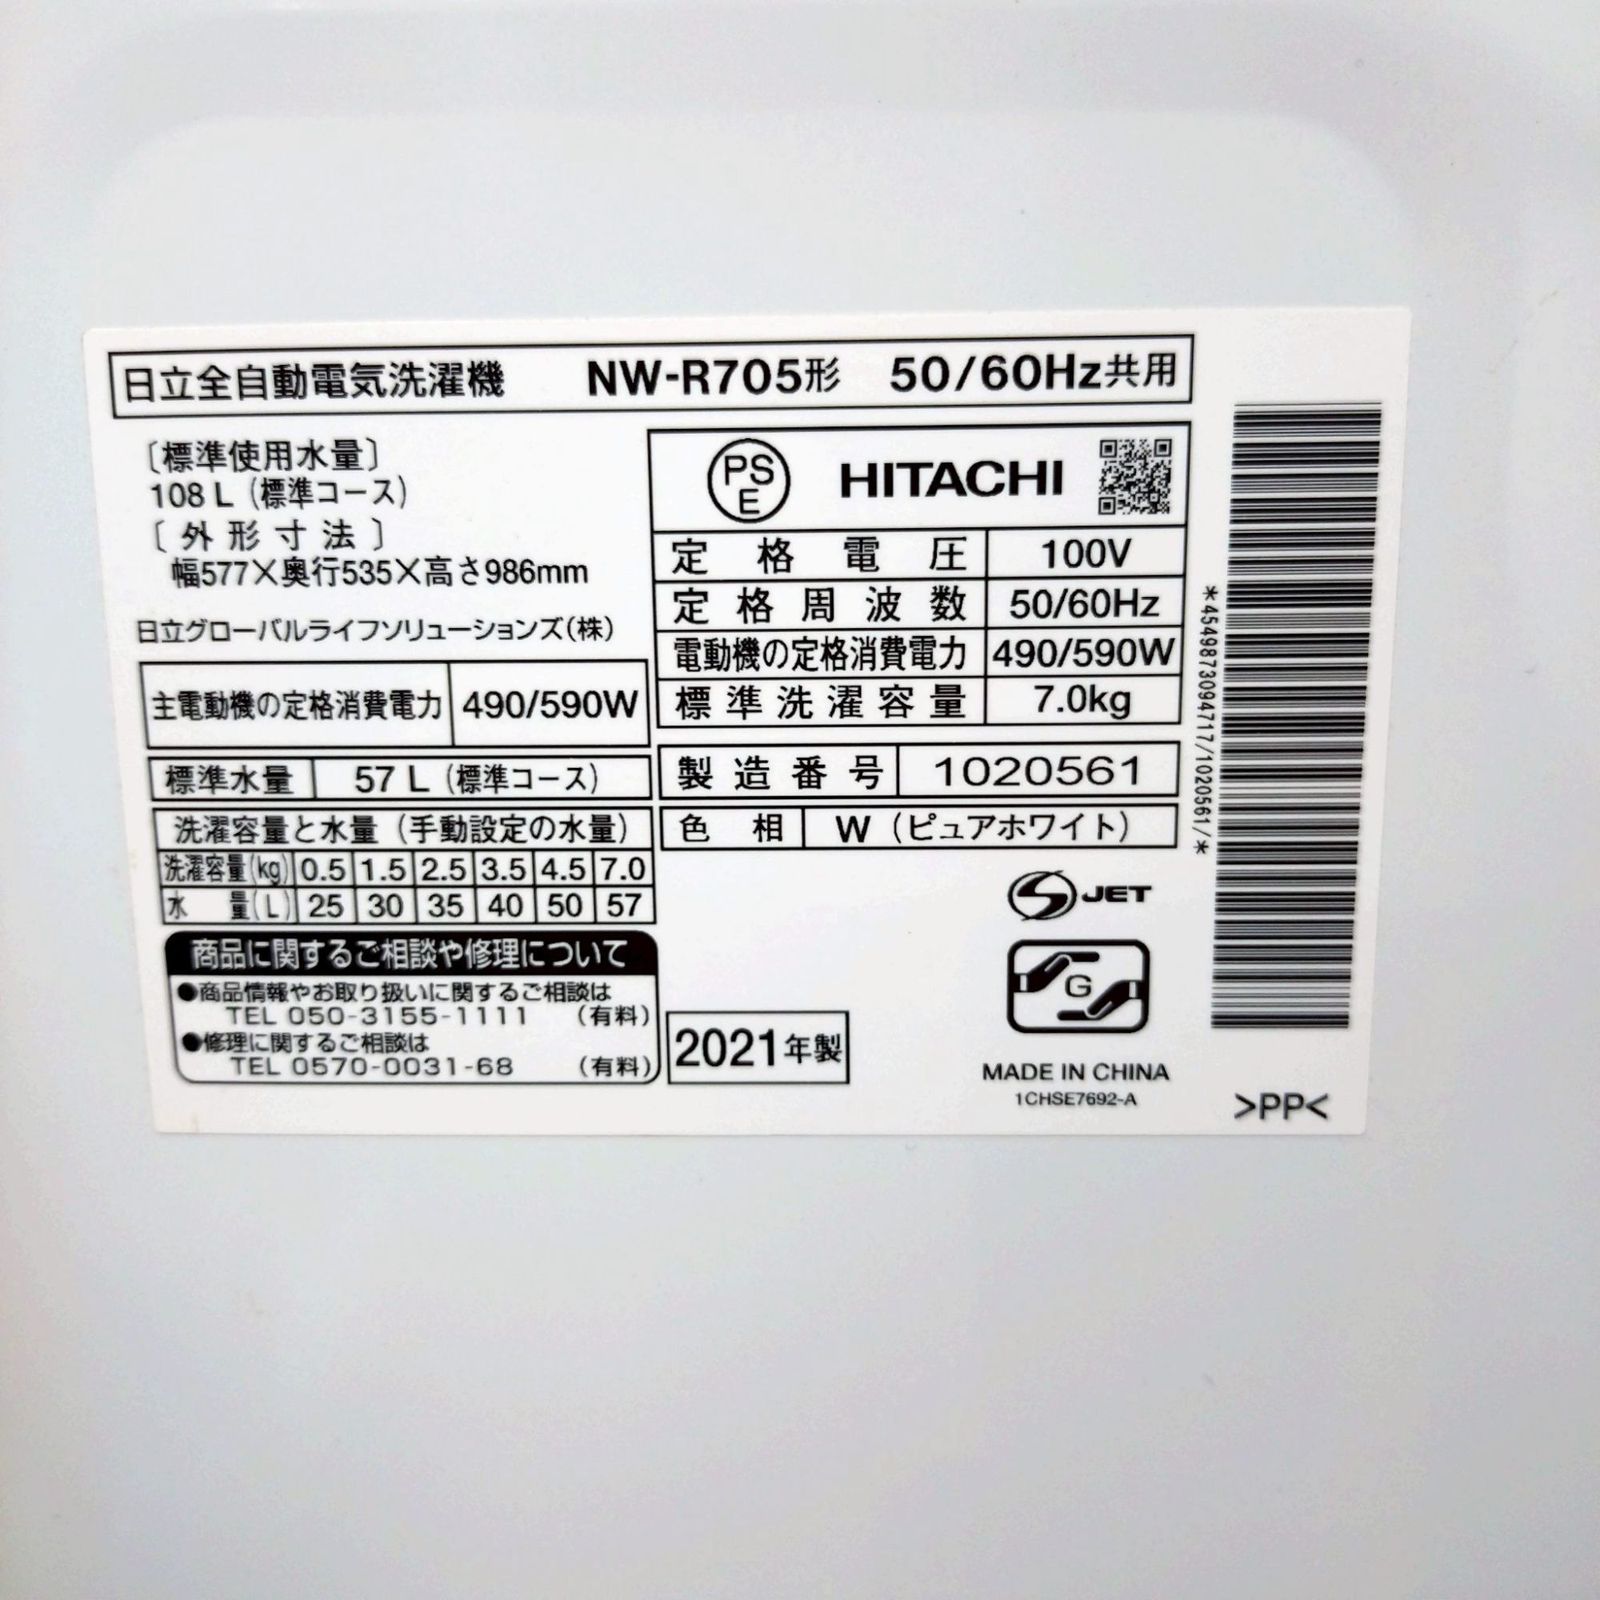 日立全自動電気洗濯機 NW-R705形 50/60Hz共用
〔標準使用水量〕
108 L (標準コース)
〔外形寸法〕
幅577×奥行535×高さ986mm
日立グローバルライフソリューションズ(株)
主電動機の定格消費電力 490/590W
標準水量 57 L (標準コース)
洗濯容量と水量 (手動設定の水量)
洗濯容量(kg) 0.5 1.5 2.5 3.5 4.5 7.0
水量(L) 25 30 35 40 50 57
商品に関するご相談や修理について
●商品情報やお取り扱いに関するご相談は
TEL 050-3155-1111 (有料)
●修理に関するご相談は
TEL 0570-0031-68 (有料)
PS E HITACHI
定格電圧 100V
定格周波数 50/60Hz
電動機の定格消費電力 490/590W
標準洗濯容量 7.0kg
製造番号 1020561
色相 W (ピュアホワイト)
S JET
G
2021年製
MADE IN CHINA
1CHSE7692-A
*4549873094717/1020561/*
>PP<